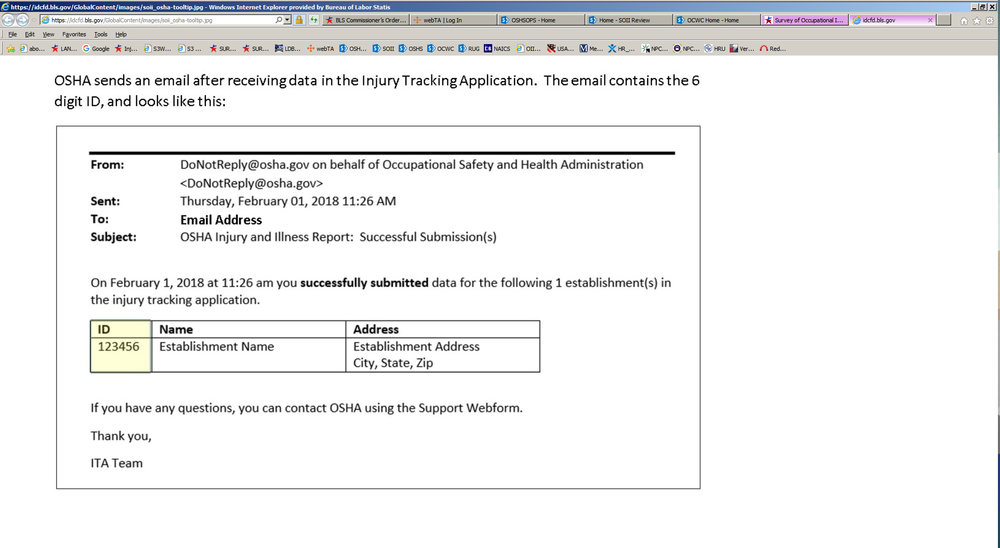 https://idcfd.bls.gov/GlobalContent/images/soii_osha-tooltip.jpg - Windows Internet Explorer provided by Bureau of Labor Statis
https://idcfd.bls.gov/GlobalContent/images/soii_osha-tooltip.jpg
BLS Commissioner's Order... webTA | Log In OSHSOPS - Home Home - SOII Review OCWC Home - Home Survey of Occupational I... idcfd.bls.gov
File Edit View Favorites Tools Help
abo... LAN... Google Inj... S3W... S3 ... SUR... SUR... LDB... webTA OSH... SOII OSHS OCWC RUG NAICS OII... USA... Me... HR_... NPC... NPC... HRU Ver... Red...
OSHA sends an email after receiving data in the Injury Tracking Application. The email contains the 6
digit ID, and looks like this:
From: DoNotReply@osha.gov on behalf of Occupational Safety and Health Administration
<DoNotReply@osha.gov>
Sent: Thursday, February 01, 2018 11:26 AM
To: Email Address
Subject: OSHA Injury and Illness Report: Successful Submission(s)
On February 1, 2018 at 11:26 am you successfully submitted data for the following 1 establishment(s) in
the injury tracking application.
ID Name Address
123456 Establishment Name Establishment Address
City, State, Zip
If you have any questions, you can contact OSHA using the Support Webform.
Thank you,
ITA Team